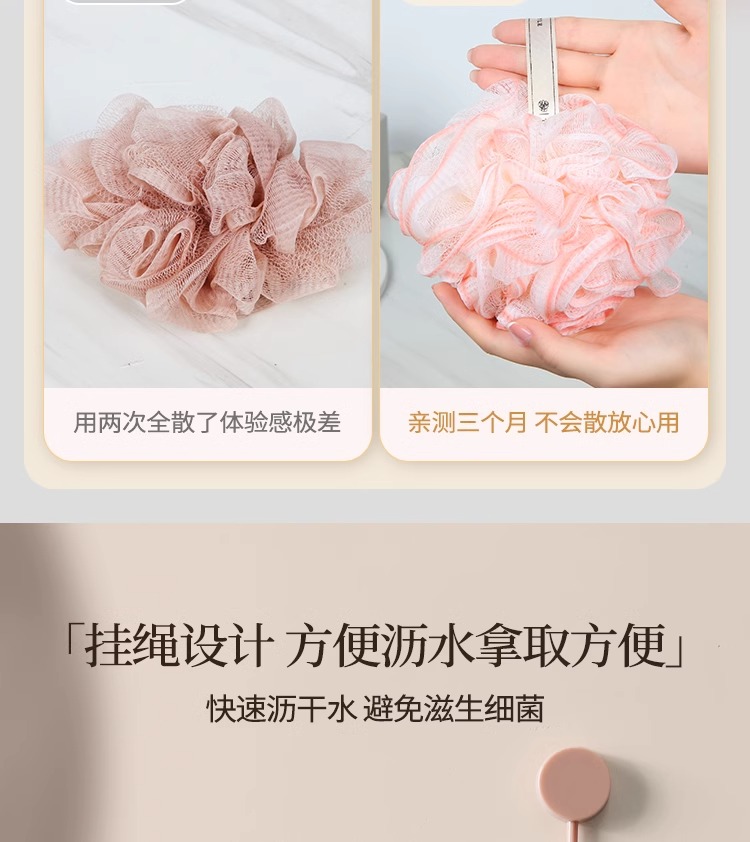 用两次全散了体验感极差
亲测三个月 不会散放心用
「挂绳设计 方便沥水拿取方便」
快速沥干水 避免滋生细菌